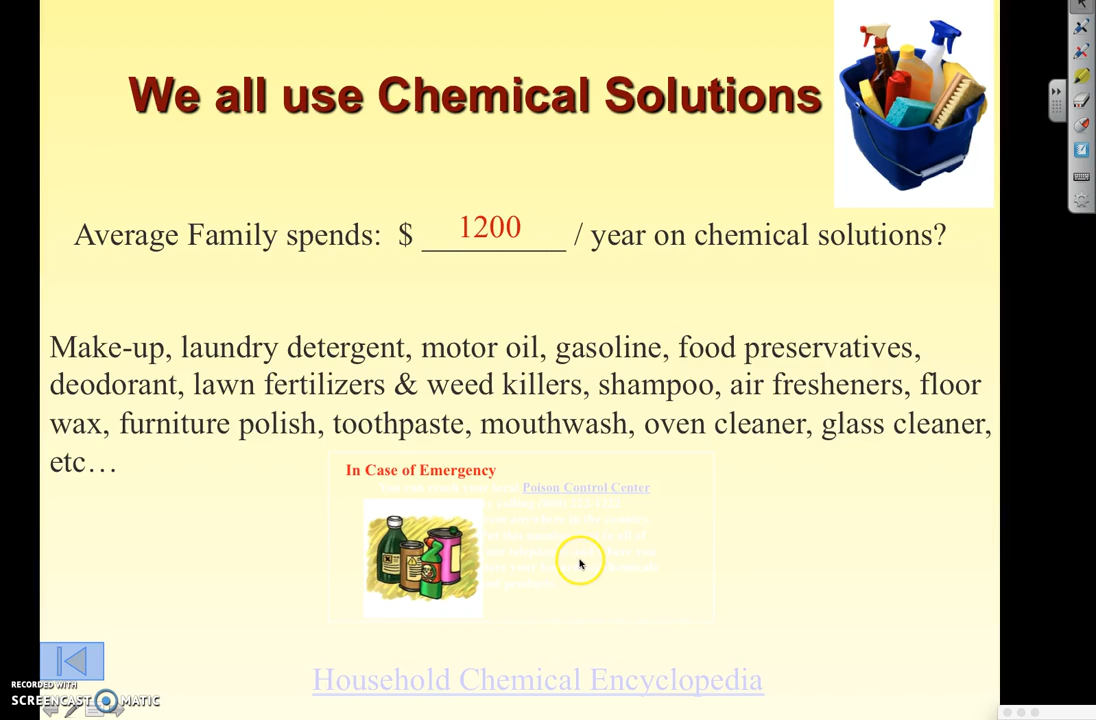 We all use Chemical Solutions
Average Family spends: $ 1200 / year on chemical solutions?
Make-up, laundry detergent, motor oil, gasoline, food preservatives,
deodorant, lawn fertilizers & weed killers, shampoo, air fresheners, floor
wax, furniture polish, toothpaste, mouthwash, oven cleaner, glass cleaner,
etc…
In Case of Emergency
Poison Control Center
Household Chemical Encyclopedia
RECORDED WITH
SCREENCAST MATIC